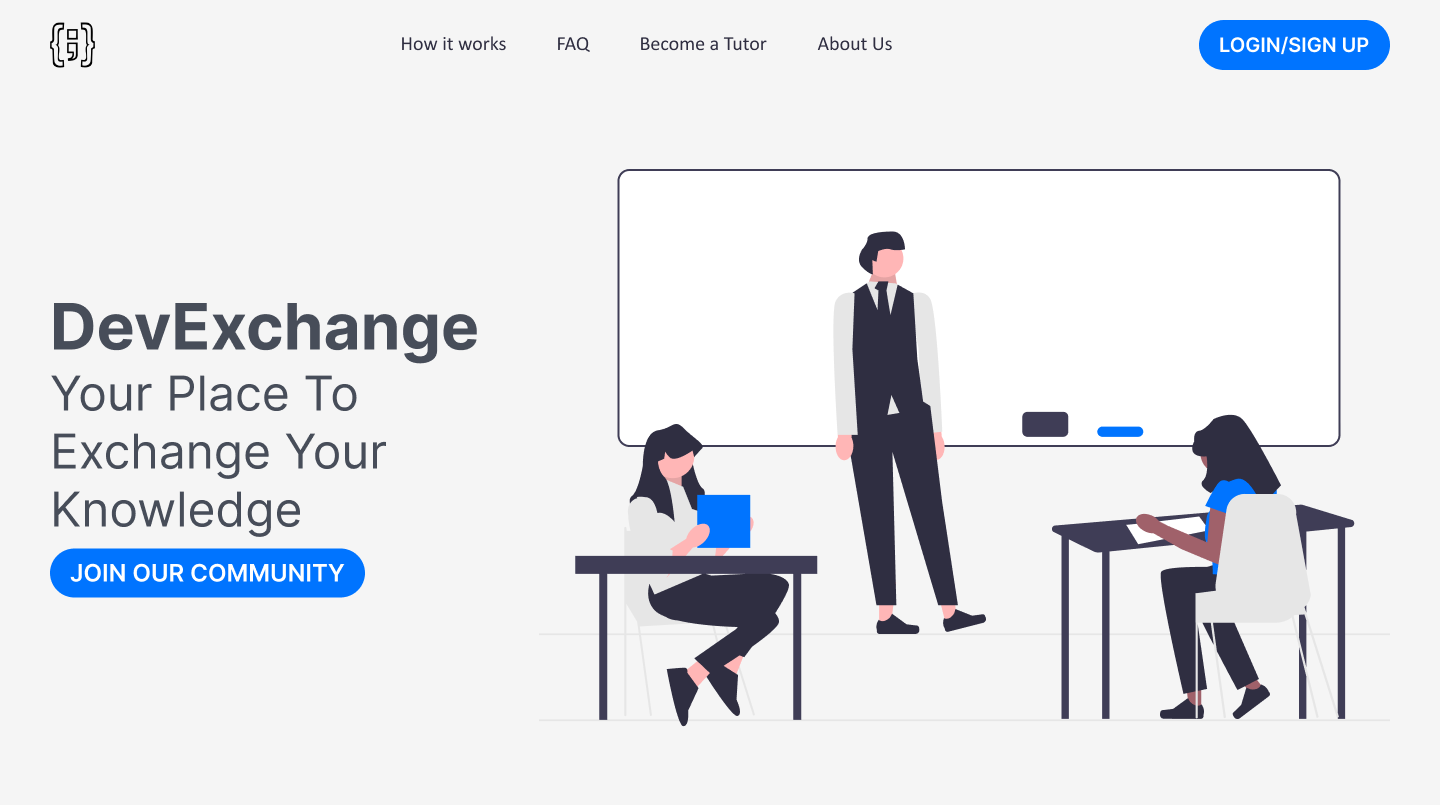 How it works FAQ Become a Tutor About Us LOGIN/SIGN UP
DevExchange
Your Place To
Exchange Your
Knowledge
JOIN OUR COMMUNITY